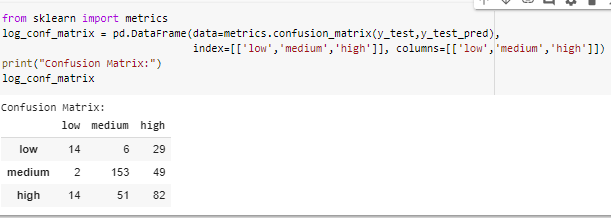 from sklearn import metrics
log_conf_matrix = pd.DataFrame(data=metrics.confusion_matrix(y_test,y_test_pred),
index=[['low','medium','high']], columns=[['low','medium','high']])
print("Confusion Matrix:")
log_conf_matrix
Confusion Matrix:
low medium high
low 14 6 29
medium 2 153 49
high 14 51 82